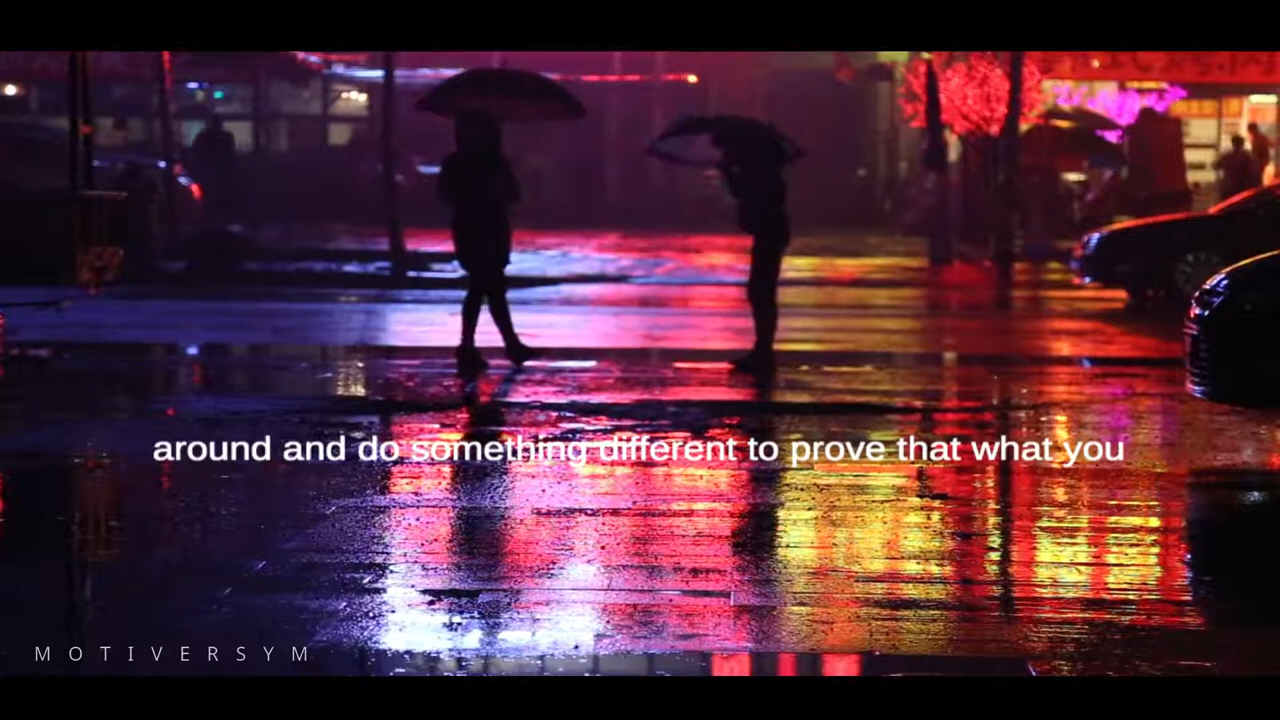 around and do something different to prove that what you
M O T I V E R S Y M